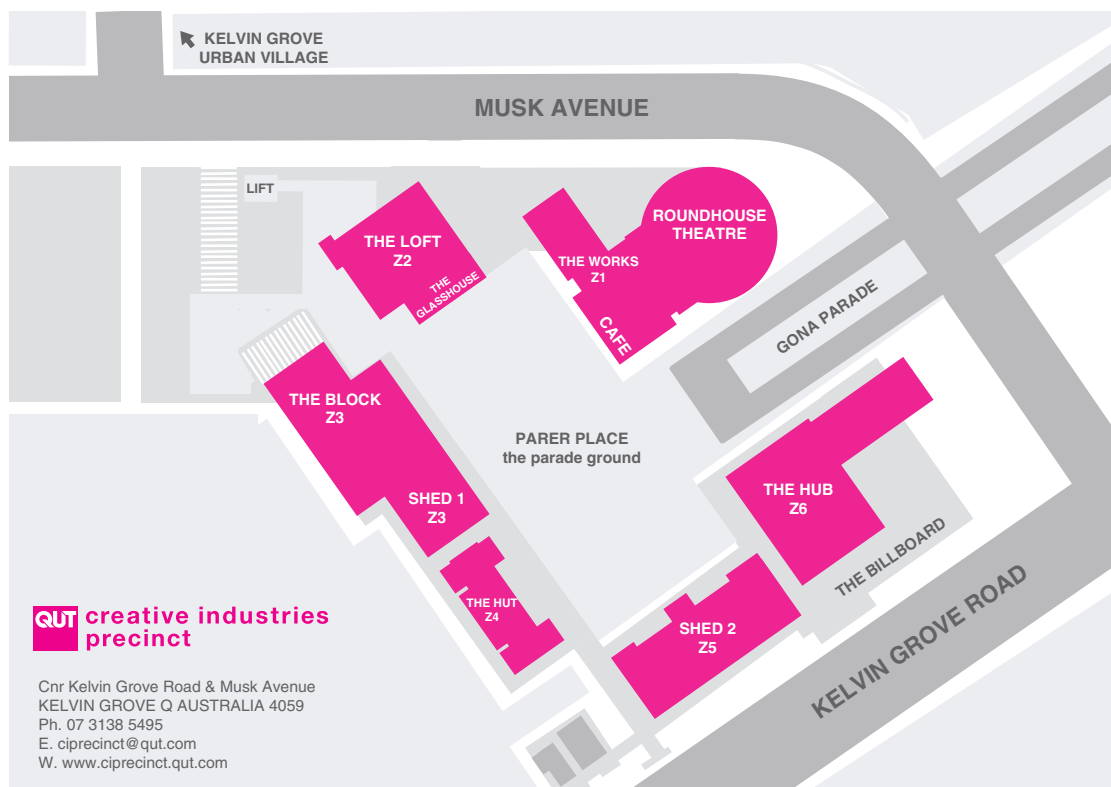 KELVIN GROVE
URBAN VILLAGE
MUSK AVENUE
LIFT
THE LOFT
Z2
THE
GLASSHOUSE
THE WORKS
Z1
CAFE
ROUNDHOUSE
THEATRE
GONA PARADE
THE BLOCK
Z3
SHED 1
Z3
PARER PLACE
the parade ground
THE HUB
Z6
THE BILLBOARD
THE HUT
Z4
SHED 2
Z5
KELVIN GROVE ROAD
QUT creative industries
precinct
Cnr Kelvin Grove Road & Musk Avenue
KELVIN GROVE Q AUSTRALIA 4059
Ph. 07 3138 5495
E. ciprecinct@qut.com
W. www.ciprecinct.qut.com